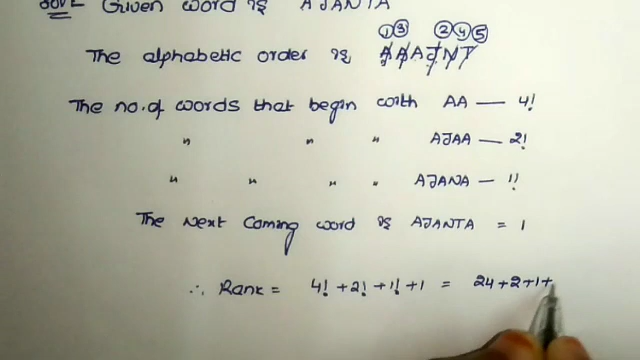 Given word is AJANTA
① ③ ② ④ ⑤
The alphabetic order is AAAJNT
The no. of words that begin with AA — 4!
" " " AJAA — 2!
" " " " AJANA — 1!
The Next coming word is AJANTA = 1
∴ Rank = 4! + 2! + 1! + 1 = 24 + 2 + 1 +